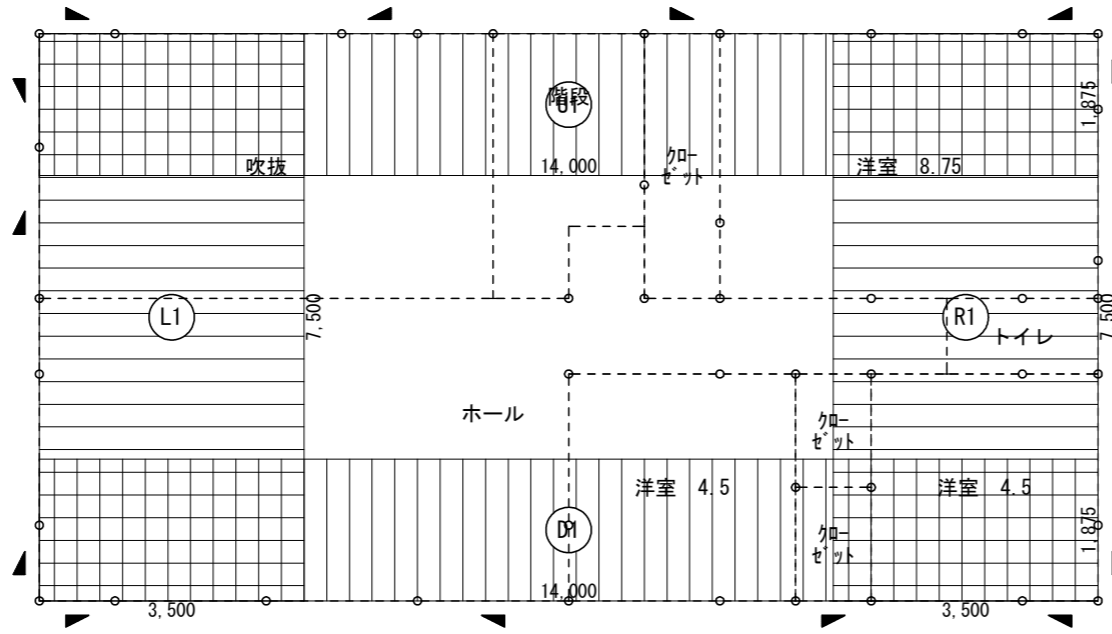 階段
U1
1,875
吹抜
14,000
クロー
ゼット
洋室 8.75
L1
7,500
R1
7,500
トイレ
ホール
クロー
ゼット
洋室 4.5
洋室 4.5
D1
クロー
ゼット
1,875
14,000
3,500
3,500